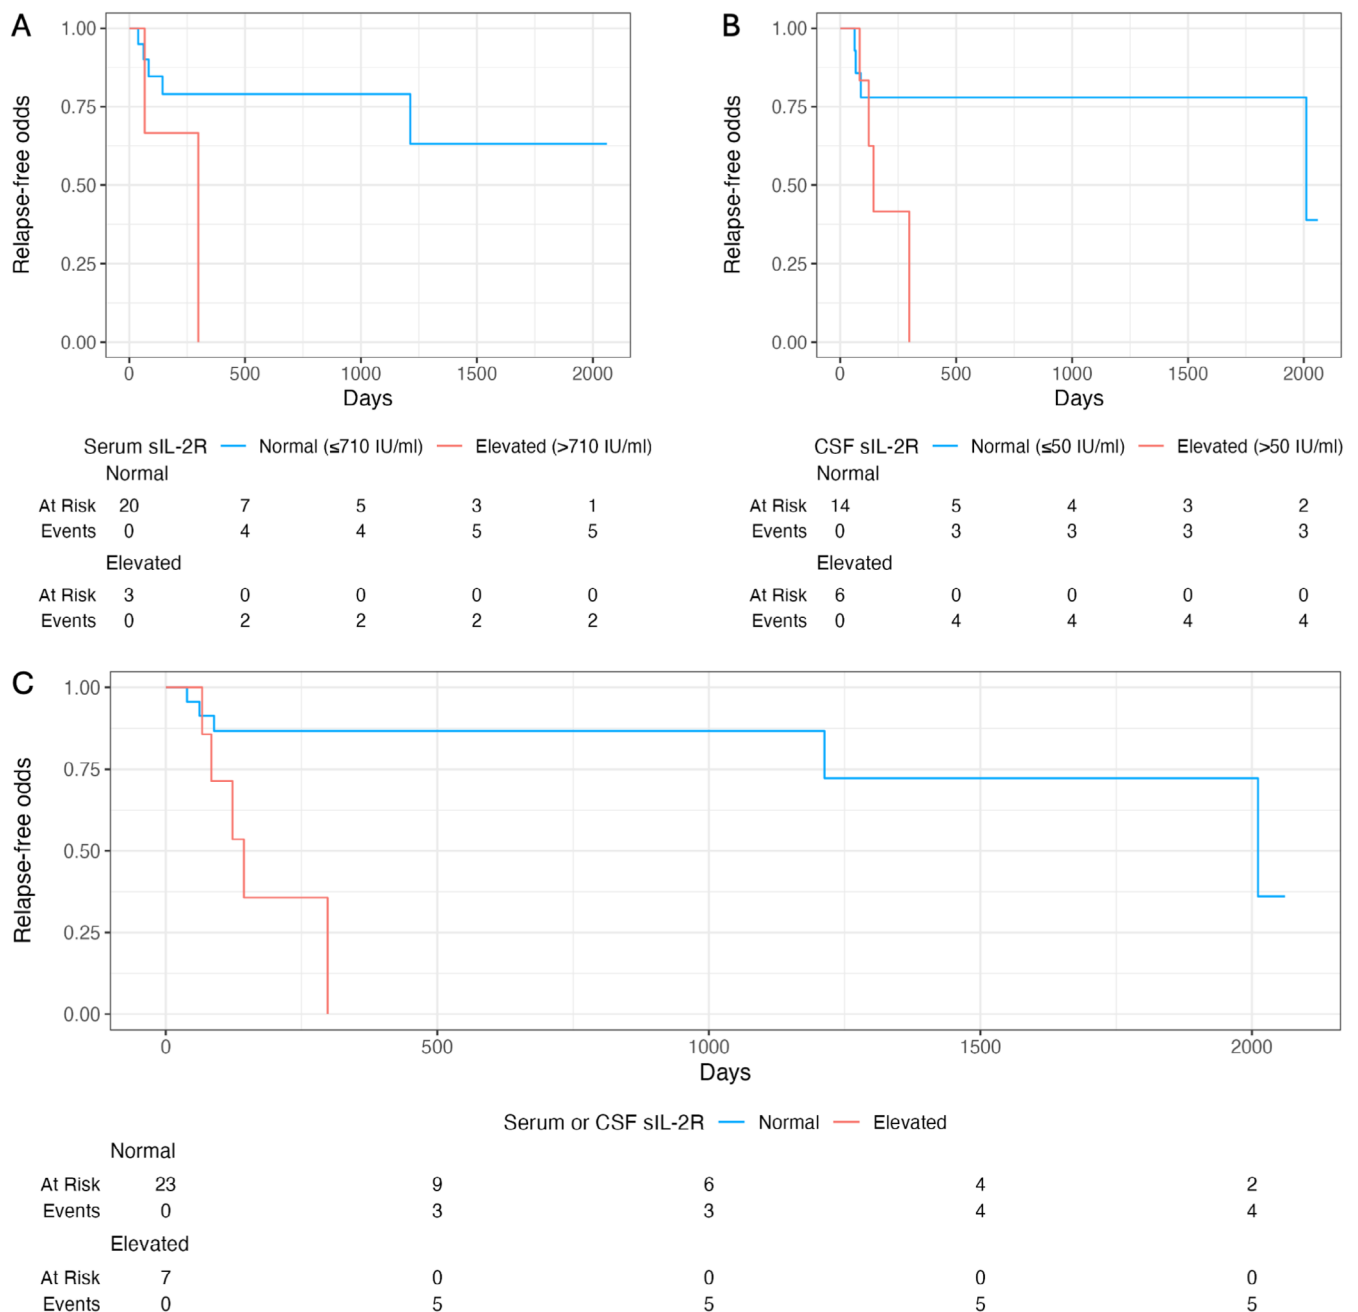 A
Relapse-free odds
1.00
0.75
0.50
0.25
0.00
0 500 1000 1500 2000
Days
Serum sIL-2R Normal (≤710 IU/ml) Elevated (>710 IU/ml)
Normal
At Risk 20 7 5 3 1
Events 0 4 4 5 5
Elevated
At Risk 3 0 0 0 0
Events 0 2 2 2 2
B
Relapse-free odds
1.00
0.75
0.50
0.25
0.00
0 500 1000 1500 2000
Days
CSF sIL-2R Normal (≤50 IU/ml) Elevated (>50 IU/ml)
Normal
At Risk 14 5 4 3 2
Events 0 3 3 3 3
Elevated
At Risk 6 0 0 0 0
Events 0 4 4 4 4
C
Relapse-free odds
1.00
0.75
0.50
0.25
0.00
0 500 1000 1500 2000
Days
Serum or CSF sIL-2R Normal Elevated
Normal
At Risk 23 9 6 4 2
Events 0 3 3 4 4
Elevated
At Risk 7 0 0 0 0
Events 0 5 5 5 5